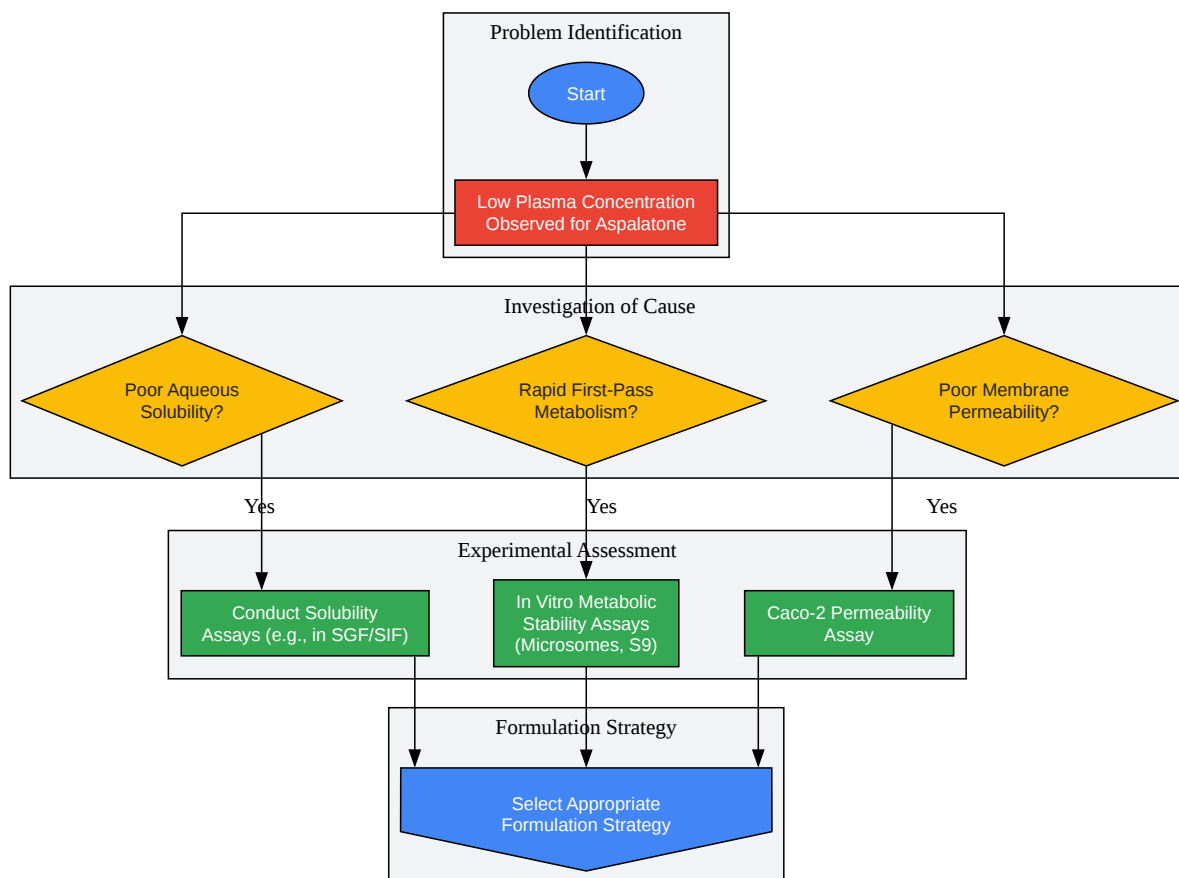 Problem Identification
Start
Low Plasma Concentration
Observed for Aspalatone
Investigation of Cause
Poor Aqueous
Solubility?
Rapid First-Pass
Metabolism?
Poor Membrane
Permeability?
Yes
Yes
Yes
Experimental Assessment
Conduct Solubility
Assays (e.g., in SGF/SIF)
In Vitro Metabolic
Stability Assays
(Microsomes, S9)
Caco-2 Permeability
Assay
Formulation Strategy
Select Appropriate
Formulation Strategy